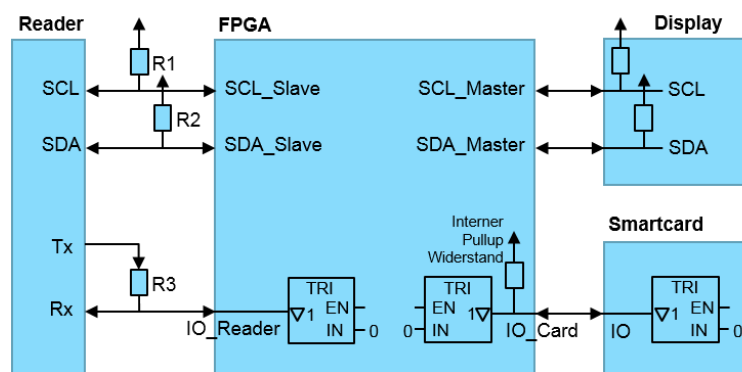 Reader
FPGA
Display
R1
SCL
SCL_Slave
SCL_Master
SCL
R2
SDA
SDA_Slave
SDA_Master
SDA
Interner
Pullup
Widerstand
Smartcard
Tx
R3
TRI
EN
1
IN
0
TRI
EN
1
IN
0
TRI
EN
1
IN
0
Rx
IO_Reader
IO_Card
IO